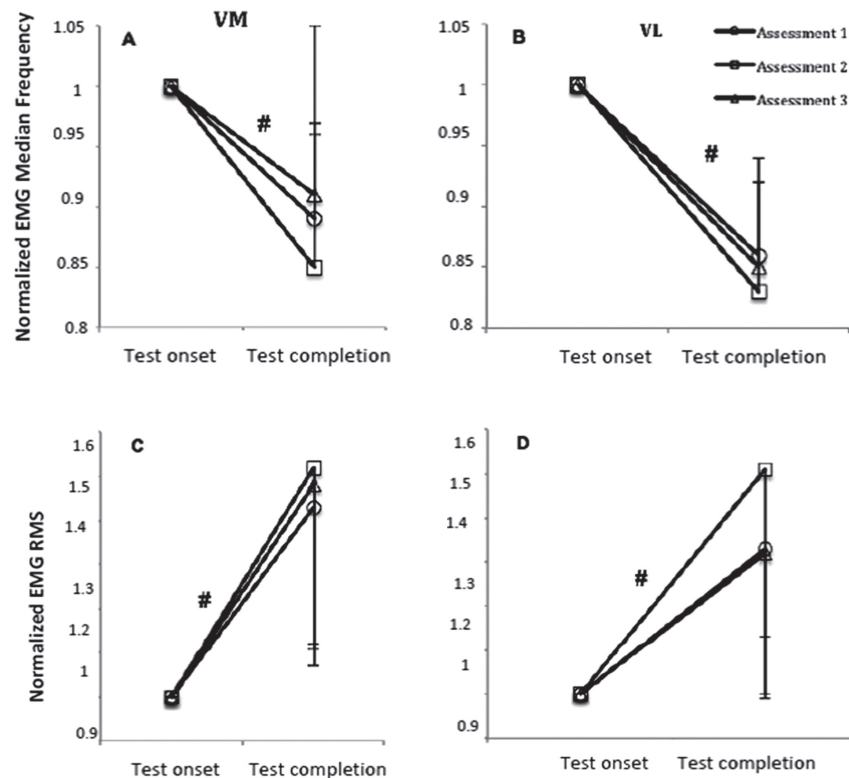 VM
A
1.05
1
0.95
0.9
0.85
0.8
Normalized EMG Median Frequency
#
Test onset Test completion
VL
B
1.05
1
0.95
0.9
0.85
0.8
#
Test onset Test completion
Assessment 1
Assessment 2
Assessment 3
C
1.6
1.5
1.4
1.3
1.2
1
0.9
Normalized EMG RMS
#
Test onset Test completion
D
1.6
1.5
1.4
1.3
1.2
1
0.9
#
Test onset Test completion